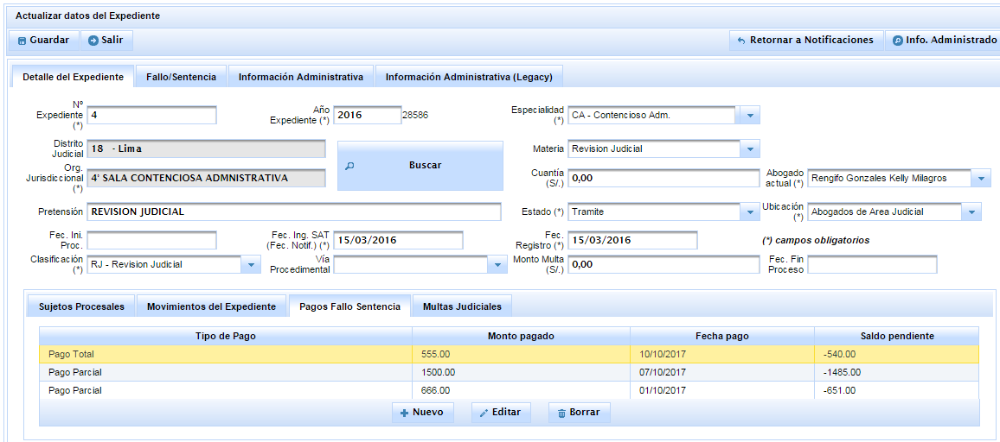 Actualizar datos del Expediente
Guardar Salir Retornar a Notificaciones Info. Administrado
Detalle del Expediente Fallo/Sentencia Información Administrativa Información Administrativa (Legacy)
Nº Expediente (*) 4 Año Expediente (*) 2016 28586 Especialidad (*) CA - Contencioso Adm.
Distrito Judicial 18 - Lima Buscar Materia Revision Judicial
Org. Jurisdiccional (*) 4' SALA CONTENCIOSA ADMNISTRATIVA Cuantía (S/.) 0,00 Abogado actual (*) Rengifo Gonzales Kelly Milagros
Pretensión REVISION JUDICIAL Estado (*) Tramite Ubicación (*) Abogados de Area Judicial
Fec. Ini. Proc. Fec. Ing. SAT (Fec. Notif.) (*) 15/03/2016 Fec. Registro (*) 15/03/2016 (*) campos obligatorios
Clasificación (*) RJ - Revision Judicial Vía Procedimental Monto Multa (S/.) 0,00 Fec. Fin Proceso
Sujetos Procesales Movimientos del Expediente Pagos Fallo Sentencia Multas Judiciales
Tipo de Pago Monto pagado Fecha pago Saldo pendiente
Pago Total 555.00 10/10/2017 -540.00
Pago Parcial 1500.00 07/10/2017 -1485.00
Pago Parcial 666.00 01/10/2017 -651.00
Nuevo Editar Borrar